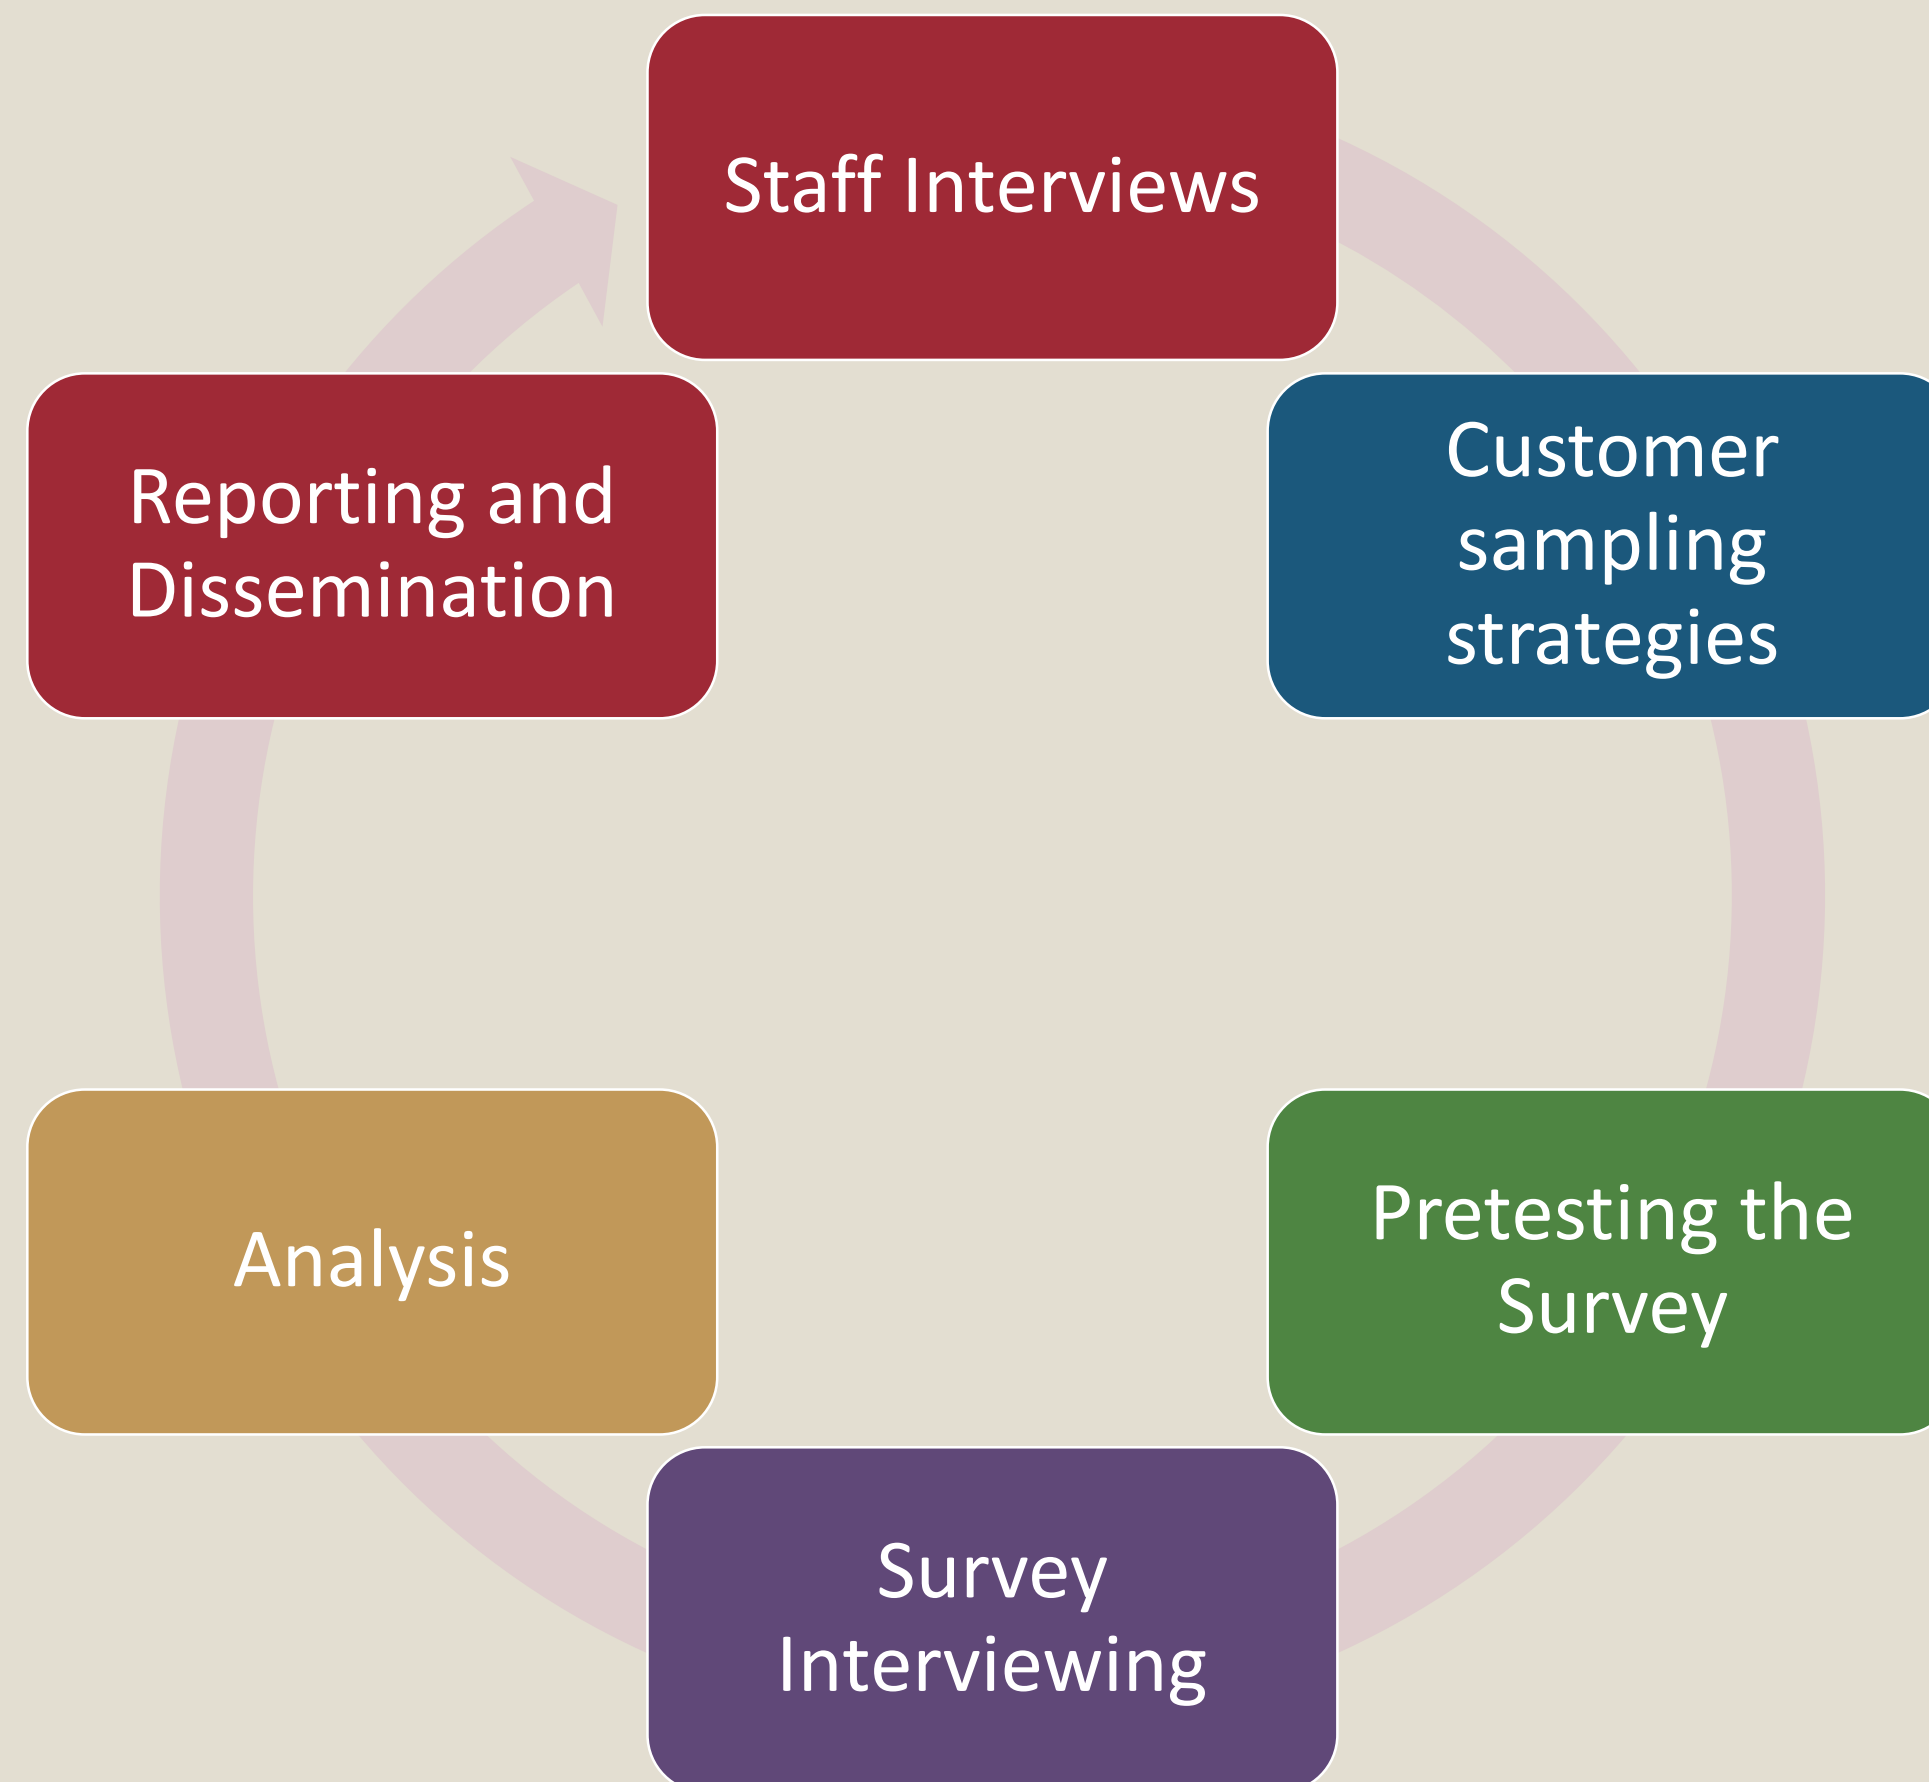 Staff Interviews
Customer
sampling
strategies
Pretesting the
Survey
Survey
Interviewing
Analysis
Reporting and
Dissemination